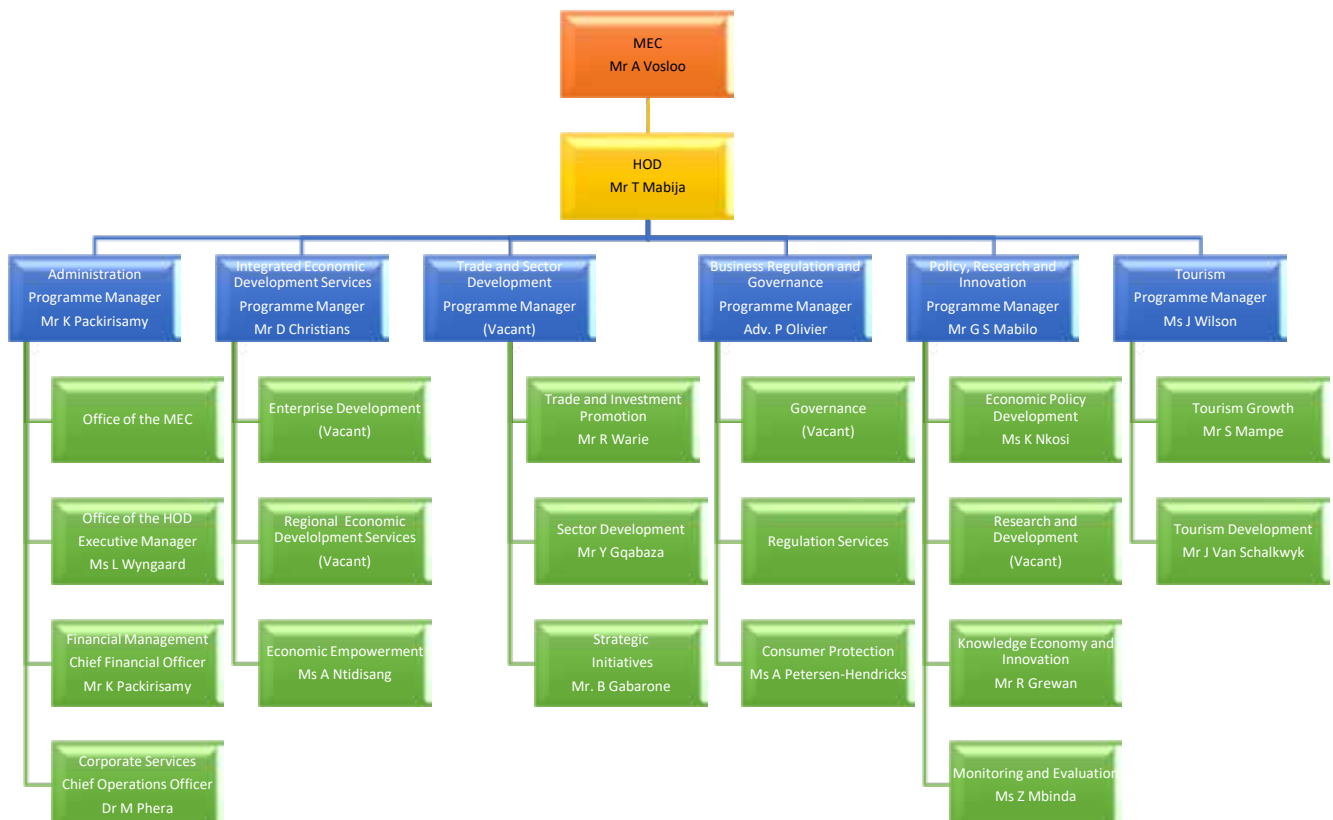 MEC
Mr A Vosloo
HOD
Mr T Mabija
Administration
Programme Manager
Mr K Packirisamy
Integrated Economic
Development Services
Programme Manger
Mr D Christians
Trade and Sector
Development
Programme Manager
(Vacant)
Business Regulation and
Governance
Programme Manager
Adv. P Olivier
Policy, Research and
Innovation
Programme Manager
Mr G S Mabilo
Tourism
Programme Manager
Ms J Wilson
Office of the MEC
Office of the HOD
Executive Manager
Ms L Wyngaard
Financial Management
Chief Financial Officer
Mr K Packirisamy
Corporate Services
Chief Operations Officer
Dr M Phera
Enterprise Development
(Vacant)
Regional Economic
Develolpment Services
(Vacant)
Economic Empowerment
Ms A Ntidisang
Trade and Investment
Promotion
Mr R Warie
Sector Development
Mr Y Gqabaza
Strategic
Initiatives
Mr. B Gabarone
Governance
(Vacant)
Regulation Services
Consumer Protection
Ms A Petersen-Hendricks
Economic Policy
Development
Ms K Nkosi
Research and
Development
(Vacant)
Knowledge Economy and
Innovation
Mr R Grewan
Monitoring and Evaluation
Ms Z Mbinda
Tourism Growth
Mr S Mampe
Tourism Development
Mr J Van Schalkwyk